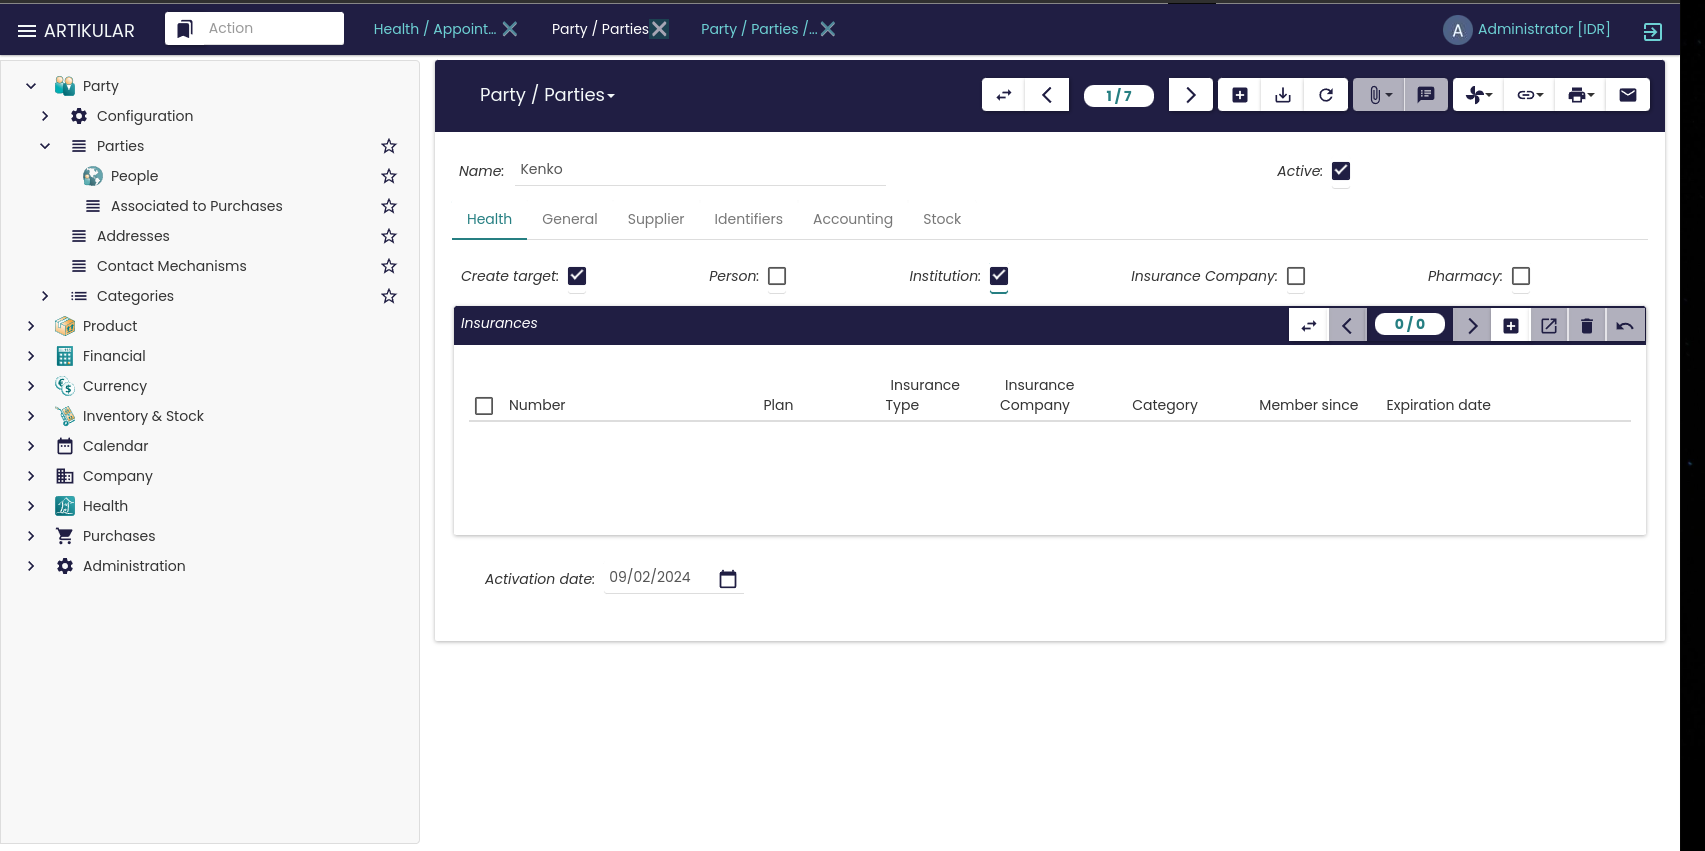 ARTIKULAR
Action
Health / Appoint...
Party / Parties
Party / Parties /...
A
Administrator [IDR]
Party
Configuration
Parties
People
Associated to Purchases
Addresses
Contact Mechanisms
Categories
Product
Financial
Currency
Inventory & Stock
Calendar
Company
Health
Purchases
Administration
Party / Parties
1 / 7
Name: Kenko
Active:
Health General Supplier Identifiers Accounting Stock
Create target: Person: Institution: Insurance Company: Pharmacy:
Insurances
0 / 0
Number Plan Insurance Type Insurance Company Category Member since Expiration date
Activation date: 09/02/2024